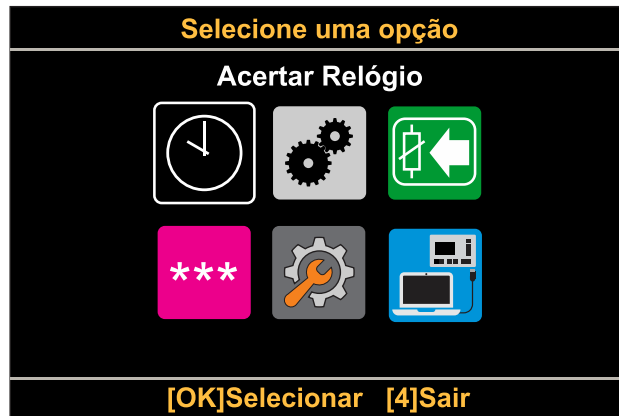 Selecione uma opção
Acertar Relógio
***
[OK]Selecionar [4]Sair